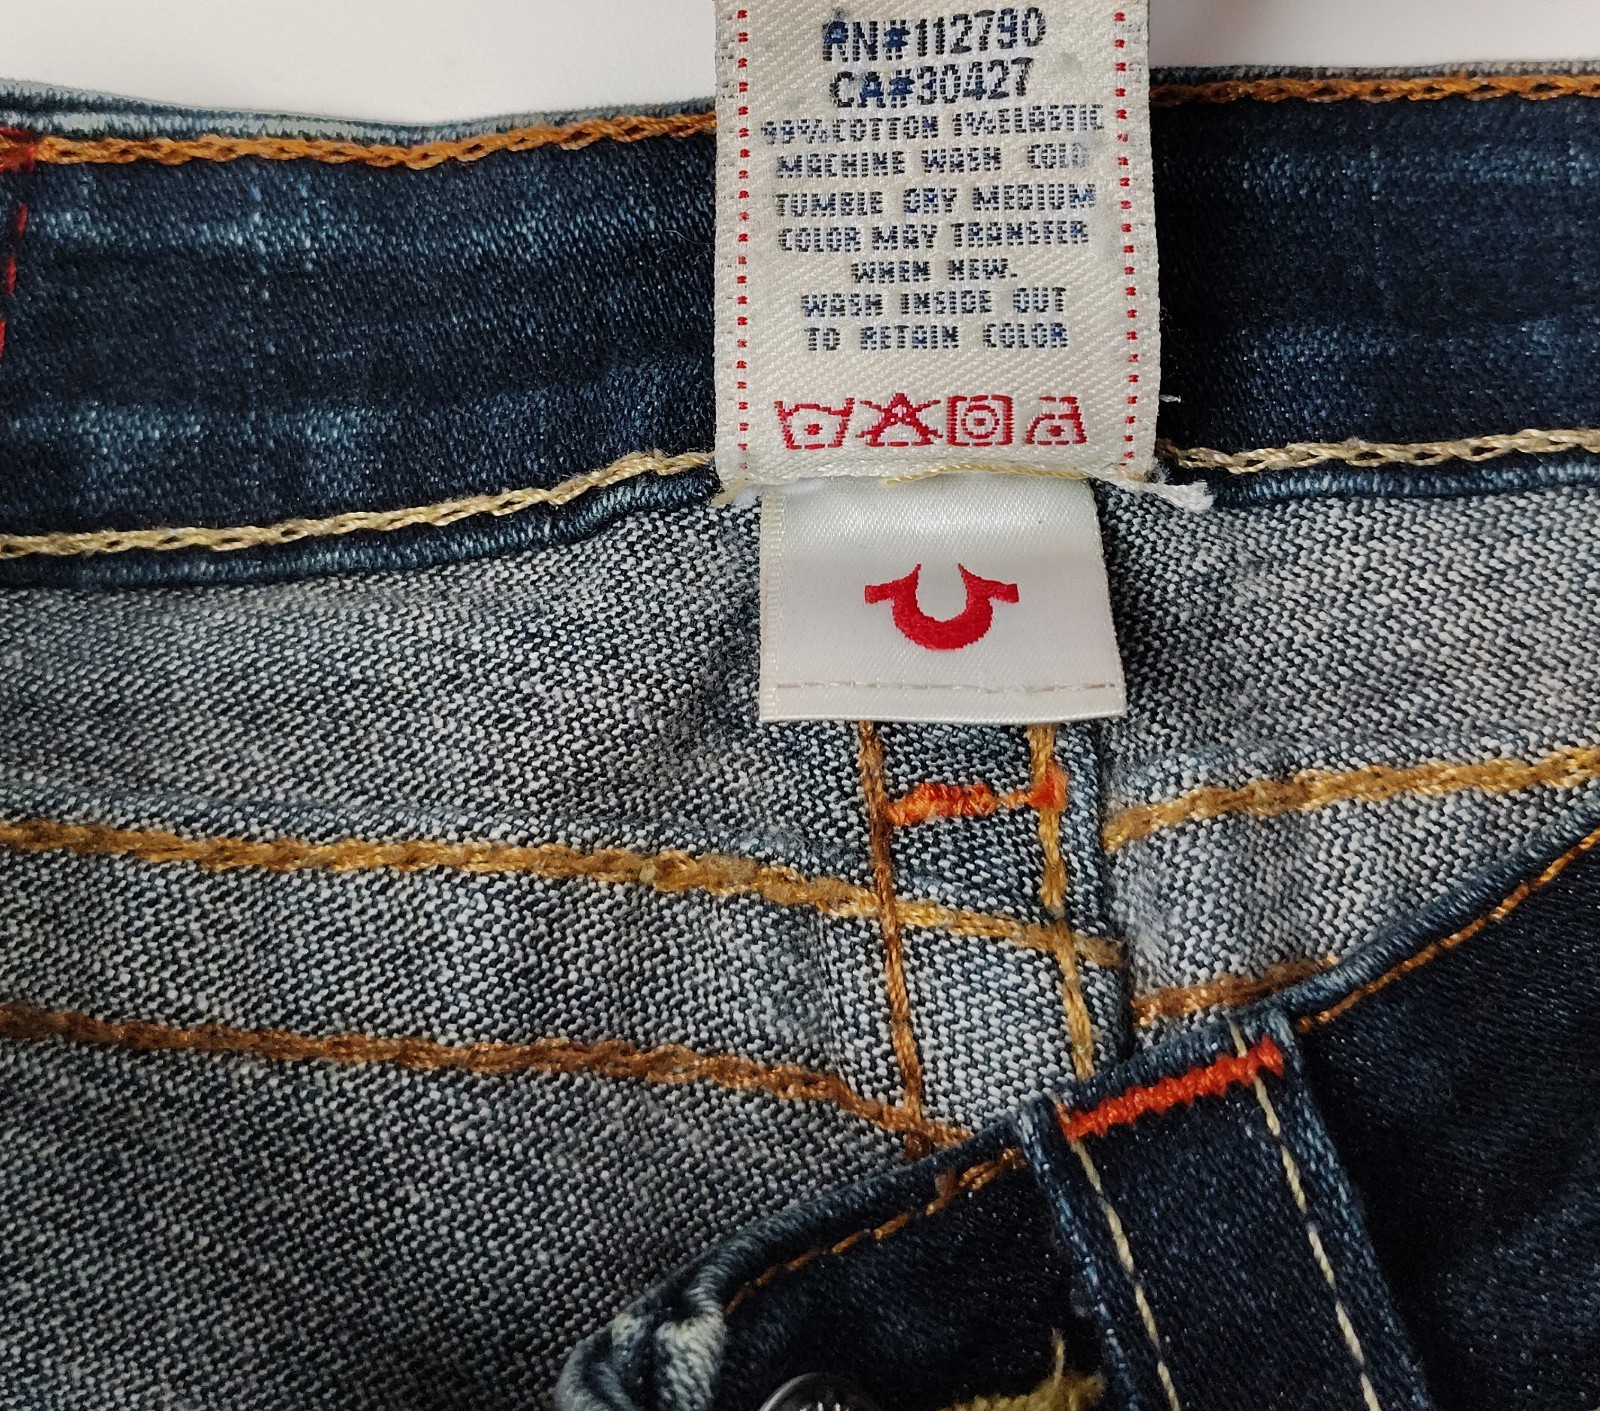 RN#112790
CA#30427
99%COTTON 1%ELASTIC
MACHINE WASH COLD
TUMBLE DRY MEDIUM
COLOR MAY TRANSFER
WHEN NEW.
WASH INSIDE OUT
TO RETAIN COLOR